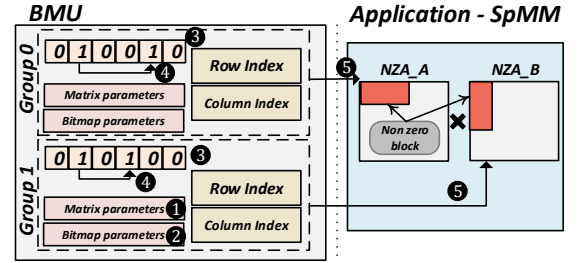 BMU
Application - SpMM
Group 0
0 1 0 0 1 0
3
4
Row Index
Column Index
Matrix parameters
Bitmap parameters
5
NZA_A
NZA_B
Non zero
block
×
Group 1
0 1 0 1 0 0
3
4
Row Index
Column Index
Matrix parameters 1
Bitmap parameters 2
5